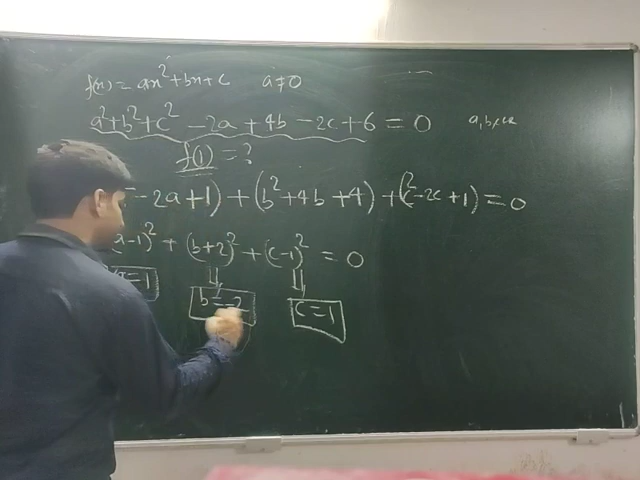 f(x) = ax²+bx+c a≠0
a²+b²+c² -2a+4b-2c+6=0
f(1)=?
-2a+1)+(b²+4b+4)+(c²-2c+1)=0
a-1)²+(b+2)²+(c-1)²=0
a=1 b=-2 c=1